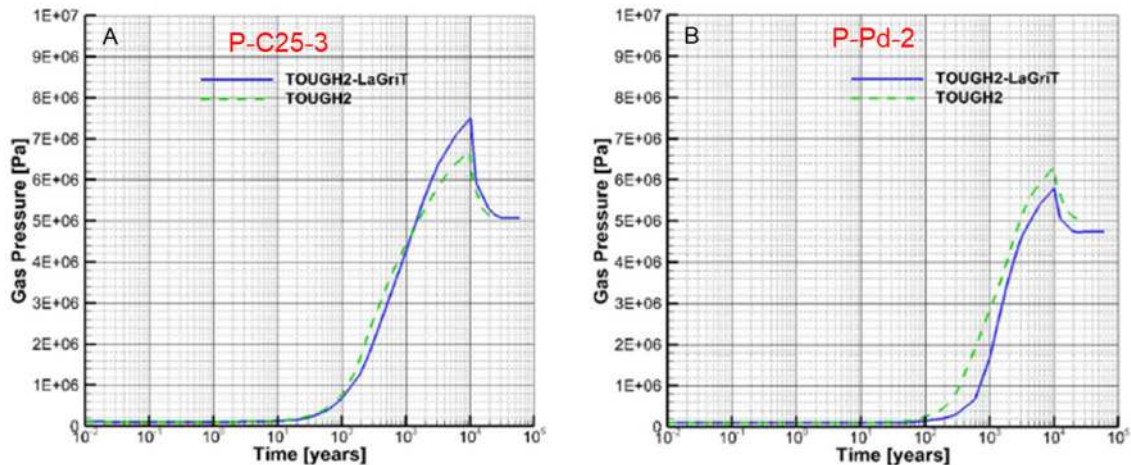 A
P-C25-3
TOUGH2-LaGriT
TOUGH2
Gas Pressure [Pa]
1E+07
9E+06
8E+06
7E+06
6E+06
5E+06
4E+06
3E+06
2E+06
1E+06
0
10⁻² 10⁻¹ 10⁰ 10¹ 10² 10³ 10⁴ 10⁵
Time [years]
B
P-Pd-2
TOUGH2-LaGriT
TOUGH2
Gas Pressure [Pa]
1E+07
9E+06
8E+06
7E+06
6E+06
5E+06
4E+06
3E+06
2E+06
1E+06
0
10⁻² 10⁻¹ 10⁰ 10¹ 10² 10³ 10⁴ 10⁵
Time [years]